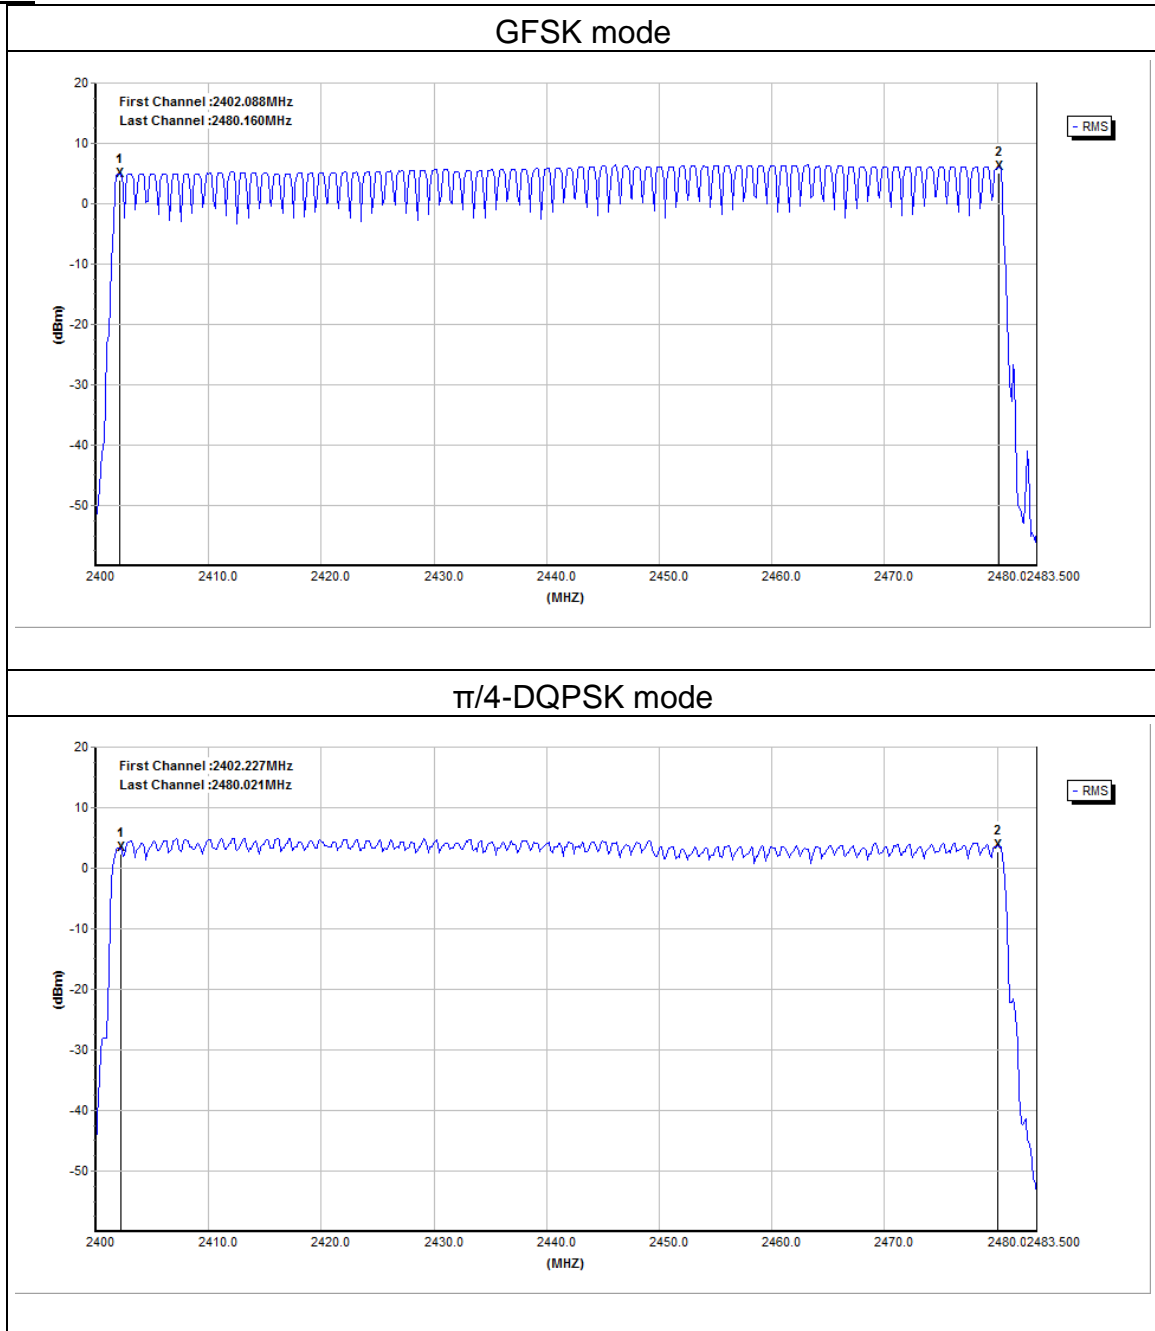 GFSK mode
First Channel :2402.088MHz
Last Channel :2480.160MHz
RMS
1
2
20
10
0
-10
-20
-30
-40
-50
(dBm)
2400 2410.0 2420.0 2430.0 2440.0 2450.0 2460.0 2470.0 2480.02483.500
(MHZ)
π/4-DQPSK mode
First Channel :2402.227MHz
Last Channel :2480.021MHz
RMS
1
2
20
10
0
-10
-20
-30
-40
-50
(dBm)
2400 2410.0 2420.0 2430.0 2440.0 2450.0 2460.0 2470.0 2480.02483.500
(MHZ)